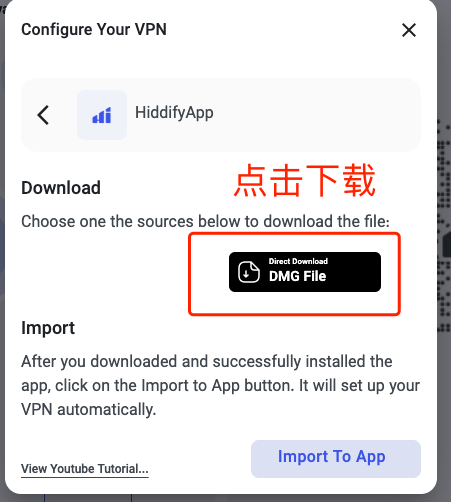 Configure Your VPN
HiddifyApp
点击下载
Download
Choose one the sources below to download the file:
Direct Download
DMG File
Import
After you downloaded and successfully installed the
app, click on the Import to App button. It will set up your
VPN automatically.
View Youtube Tutorial...
Import To App